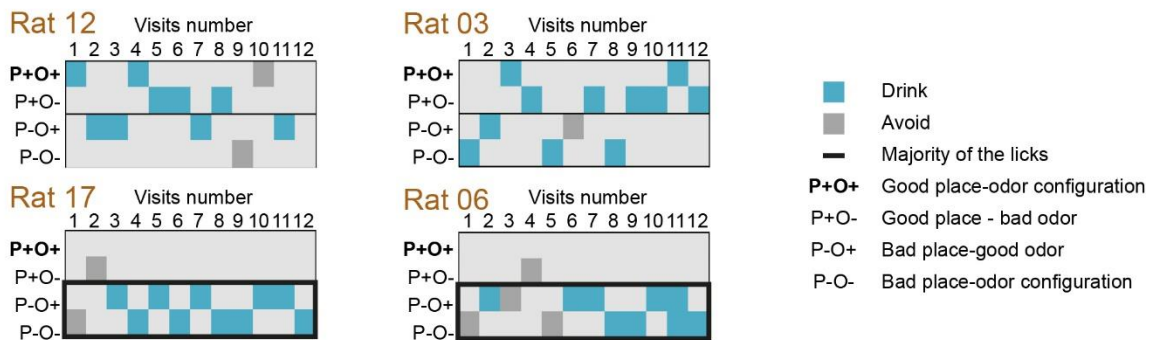 Rat 12 Visits number
1 2 3 4 5 6 7 8 9 10 11 12
P+O+
P+O-
P-O+
P-O-
Rat 03 Visits number
1 2 3 4 5 6 7 8 9 10 11 12
P+O+
P+O-
P-O+
P-O-
Rat 17 Visits number
1 2 3 4 5 6 7 8 9 10 11 12
P+O+
P+O-
P-O+
P-O-
Rat 06 Visits number
1 2 3 4 5 6 7 8 9 10 11 12
P+O+
P+O-
P-O+
P-O-
Drink
Avoid
Majority of the licks
P+O+ Good place-odor configuration
P+O- Good place - bad odor
P-O+ Bad place-good odor
P-O- Bad place-odor configuration